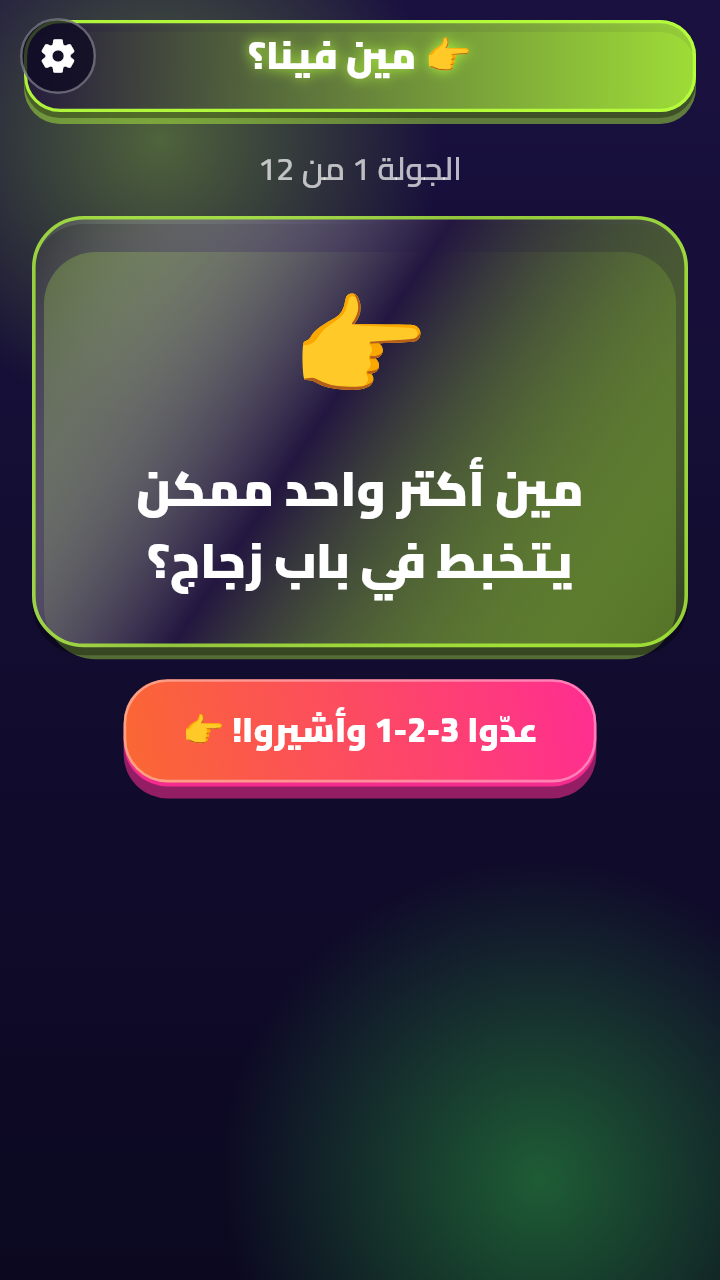 👉 مين فينا؟
الجولة 1 من 12
👉
مين أكتر واحد ممكن
يتخبط في باب زجاج؟
عدّوا 3-2-1 وأشيروا! 👉